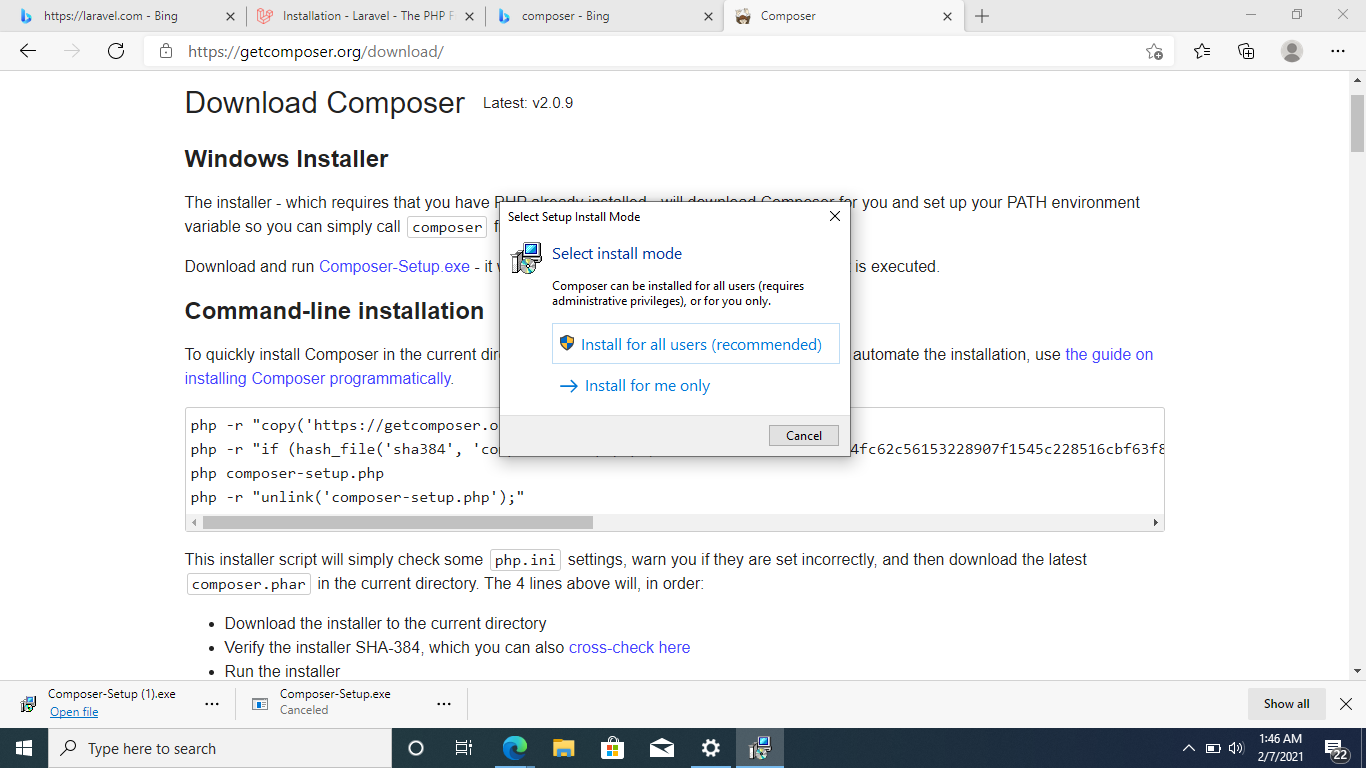 https://laravel.com - Bing
Installation - Laravel - The PHP F
composer - Bing
Composer
https://getcomposer.org/download/
Download Composer Latest: v2.0.9
Windows Installer
The installer - which requires that you have PHP already installed - will download Composer for you and set up your PATH environment
variable so you can simply call composer f
Download and run Composer-Setup.exe - it is executed.
Command-line installation
To quickly install Composer in the current dire automate the installation, use the guide on
installing Composer programmatically.
php -r "copy('https://getcomposer.o
php -r "if (hash_file('sha384', 'co 4fc62c56153228907f1545c228516cbf63f8
php composer-setup.php
php -r "unlink('composer-setup.php');"
This installer script will simply check some php.ini settings, warn you if they are set incorrectly, and then download the latest
composer.phar in the current directory. The 4 lines above will, in order:
• Download the installer to the current directory
• Verify the installer SHA-384, which you can also cross-check here
• Run the installer
Select Setup Install Mode
Select install mode
Composer can be installed for all users (requires
administrative privileges), or for you only.
Install for all users (recommended)
Install for me only
Cancel
Composer-Setup (1).exe
Open file
Composer-Setup.exe
Canceled
Show all
Type here to search
1:46 AM
2/7/2021
22